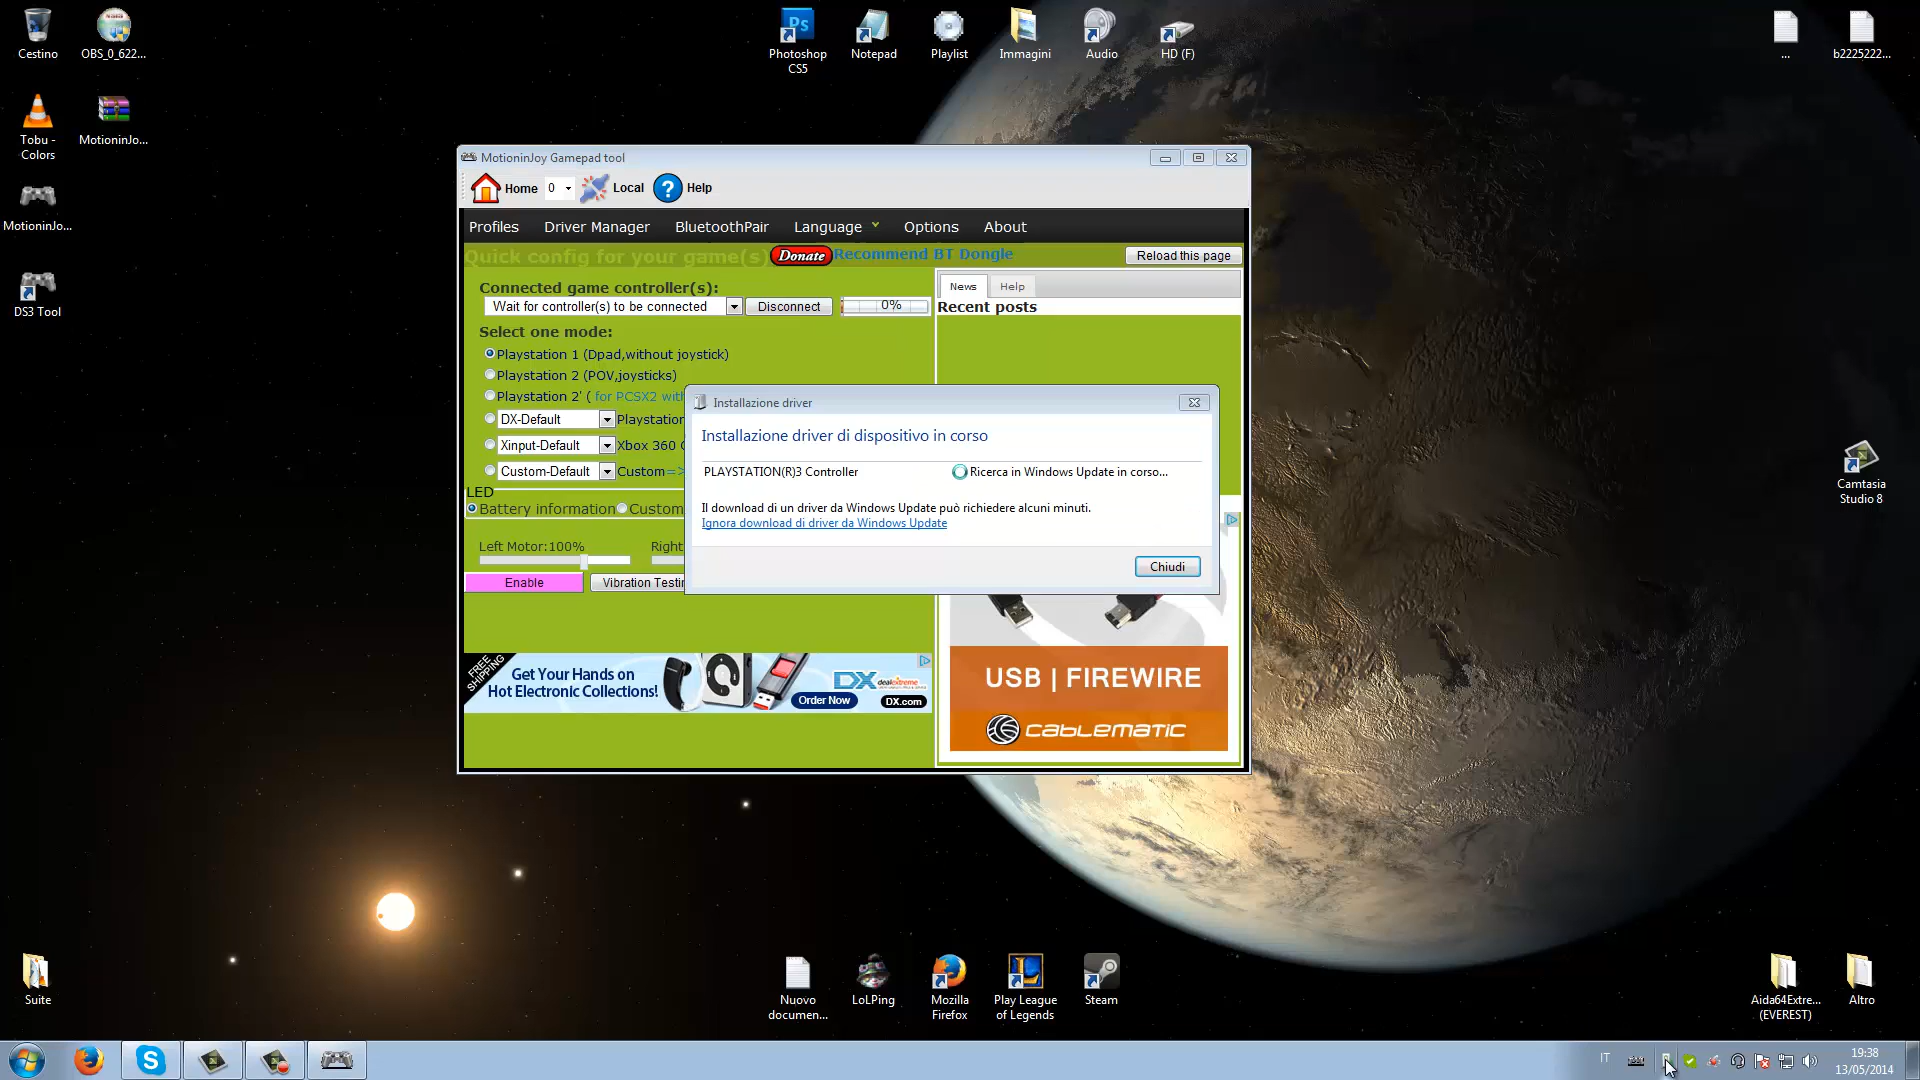 Cestino
OBS_0_622...
Tobu -
Colors
MotioninJo...
MotioninJo...
DS3 Tool
Photoshop
CS5
Notepad
Playlist
Immagini
Audio
HD (F)
...
b2225222...
Camtasia
Studio 8
MotioninJoy Gamepad tool
Home 0 Local ? Help
Profiles Driver Manager BluetoothPair Language Options About
Quick config for your game(s) Donate Recommend BT Dongle Reload this page
Connected game controller(s):
Wait for controller(s) to be connected Disconnect 0%
Select one mode:
Playstation 1 (Dpad,without joystick)
Playstation 2 (POV,joysticks)
Playstation 2' ( for PCSX2 with
DX-Default Playstation
Xinput-Default Xbox 360
Custom-Default Custom=>
LED
Battery information Custom
Left Motor:100% Right
Enable Vibration Testin
News Help
Recent posts
Installazione driver
Installazione driver di dispositivo in corso
PLAYSTATION(R)3 Controller Ricerca in Windows Update in corso...
Il download di un driver da Windows Update può richiedere alcuni minuti.
Ignora download di driver da Windows Update
Chiudi
FREE
SHIPPING
Get Your Hands on
Hot Electronic Collections!
Order Now
DX dealextreme
DX.com
USB | FIREWIRE
CABLEMATIC
Suite
Nuovo
documen...
LoLPing
Mozilla
Firefox
Play League
of Legends
Steam
Aida64Extre...
(EVEREST)
Altro
IT
19:38
13/05/2014